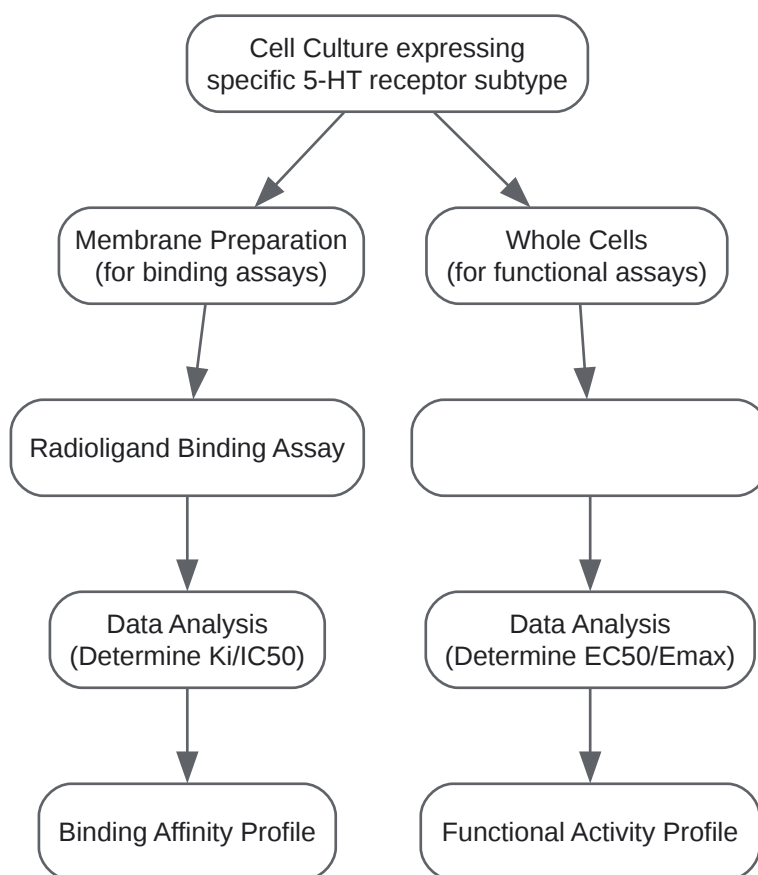 Cell Culture expressing
specific 5-HT receptor subtype
Membrane Preparation
(for binding assays)
Whole Cells
(for functional assays)
Radioligand Binding Assay
Data Analysis
(Determine Ki/IC50)
Data Analysis
(Determine EC50/Emax)
Binding Affinity Profile
Functional Activity Profile